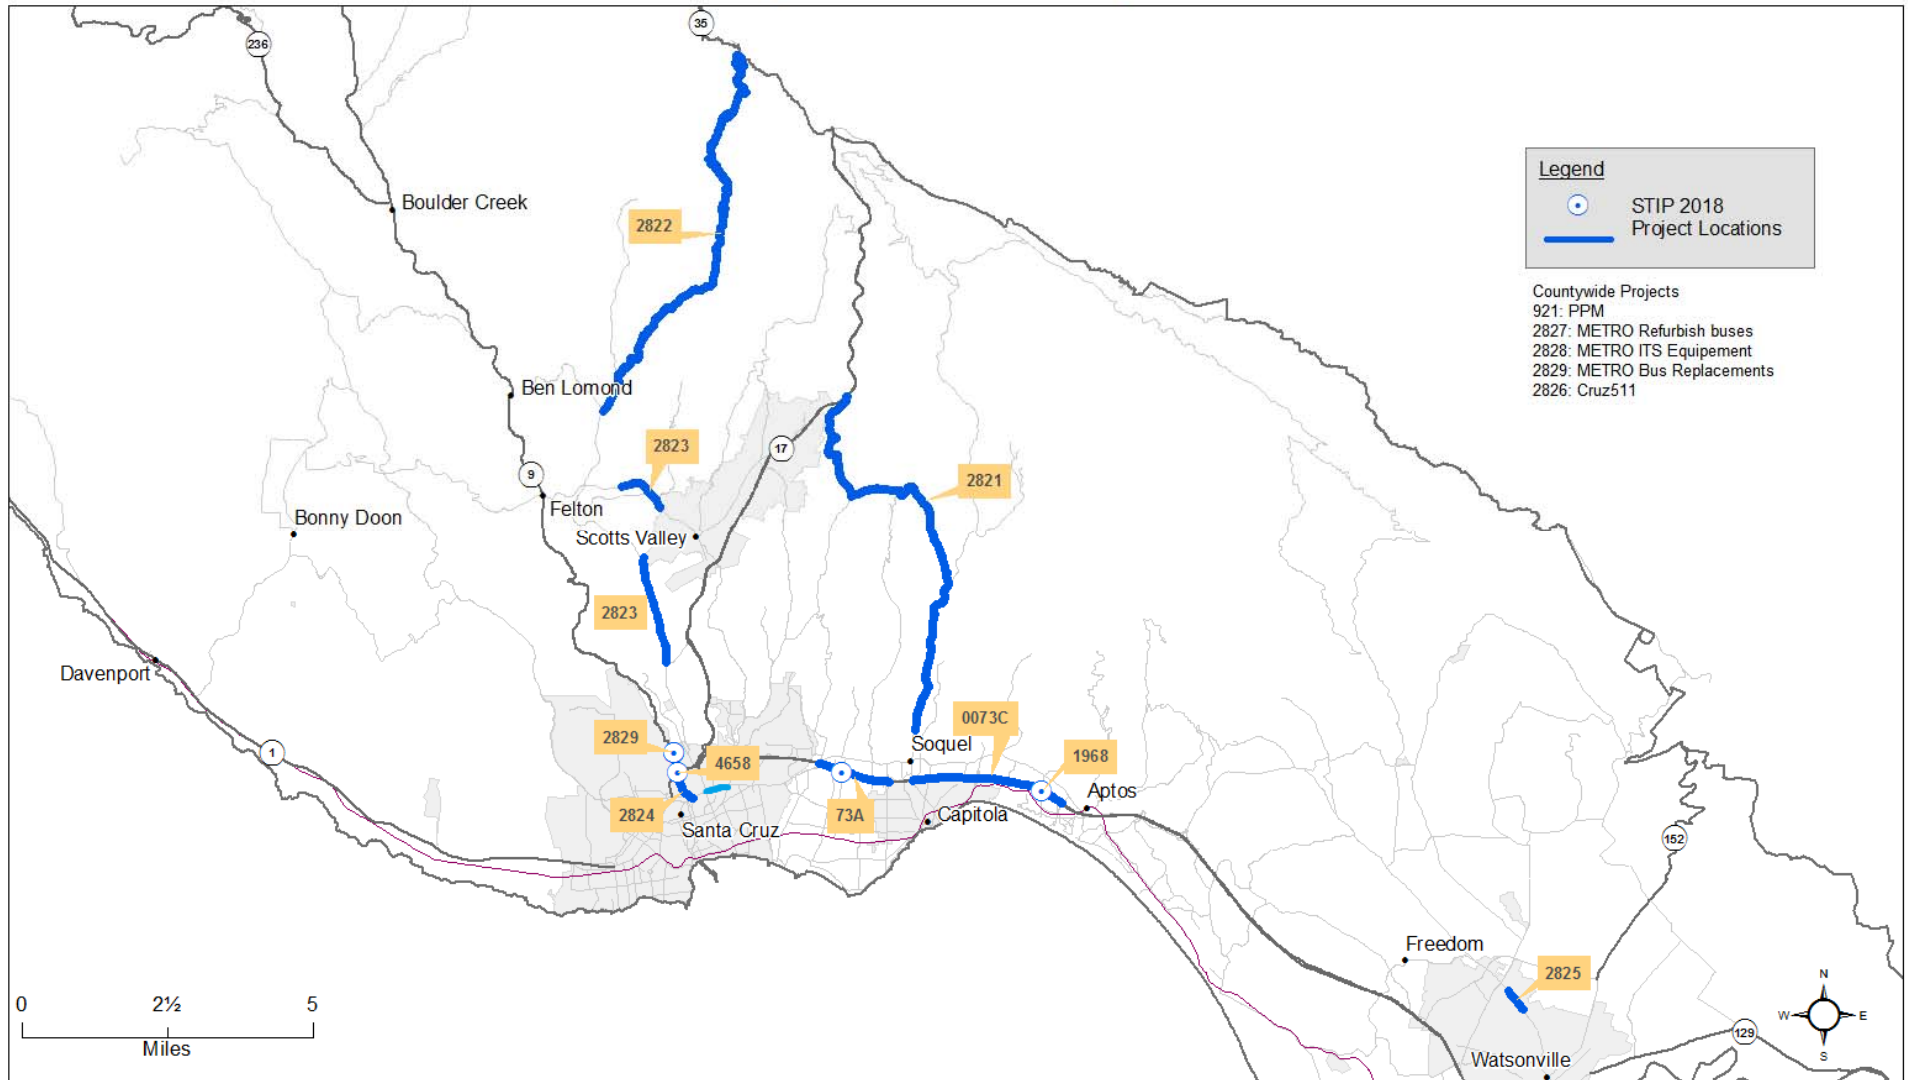 35
236
Legend
STIP 2018
Project Locations
Boulder Creek
2822
Countywide Projects
921: PPM
2827: METRO Refurbish buses
2828: METRO ITS Equipement
2829: METRO Bus Replacements
2826: Cruz511
Ben Lomond
2823
17
9
2821
Felton
Bonny Doon
Scotts Valley
2823
Davenport
0073C
2829
Soquel
1
4658
1968
Aptos
2824
73A
Capitola
Santa Cruz
152
Freedom
2825
N
0 2½ 5
W E
129
Miles
S
Watsonville